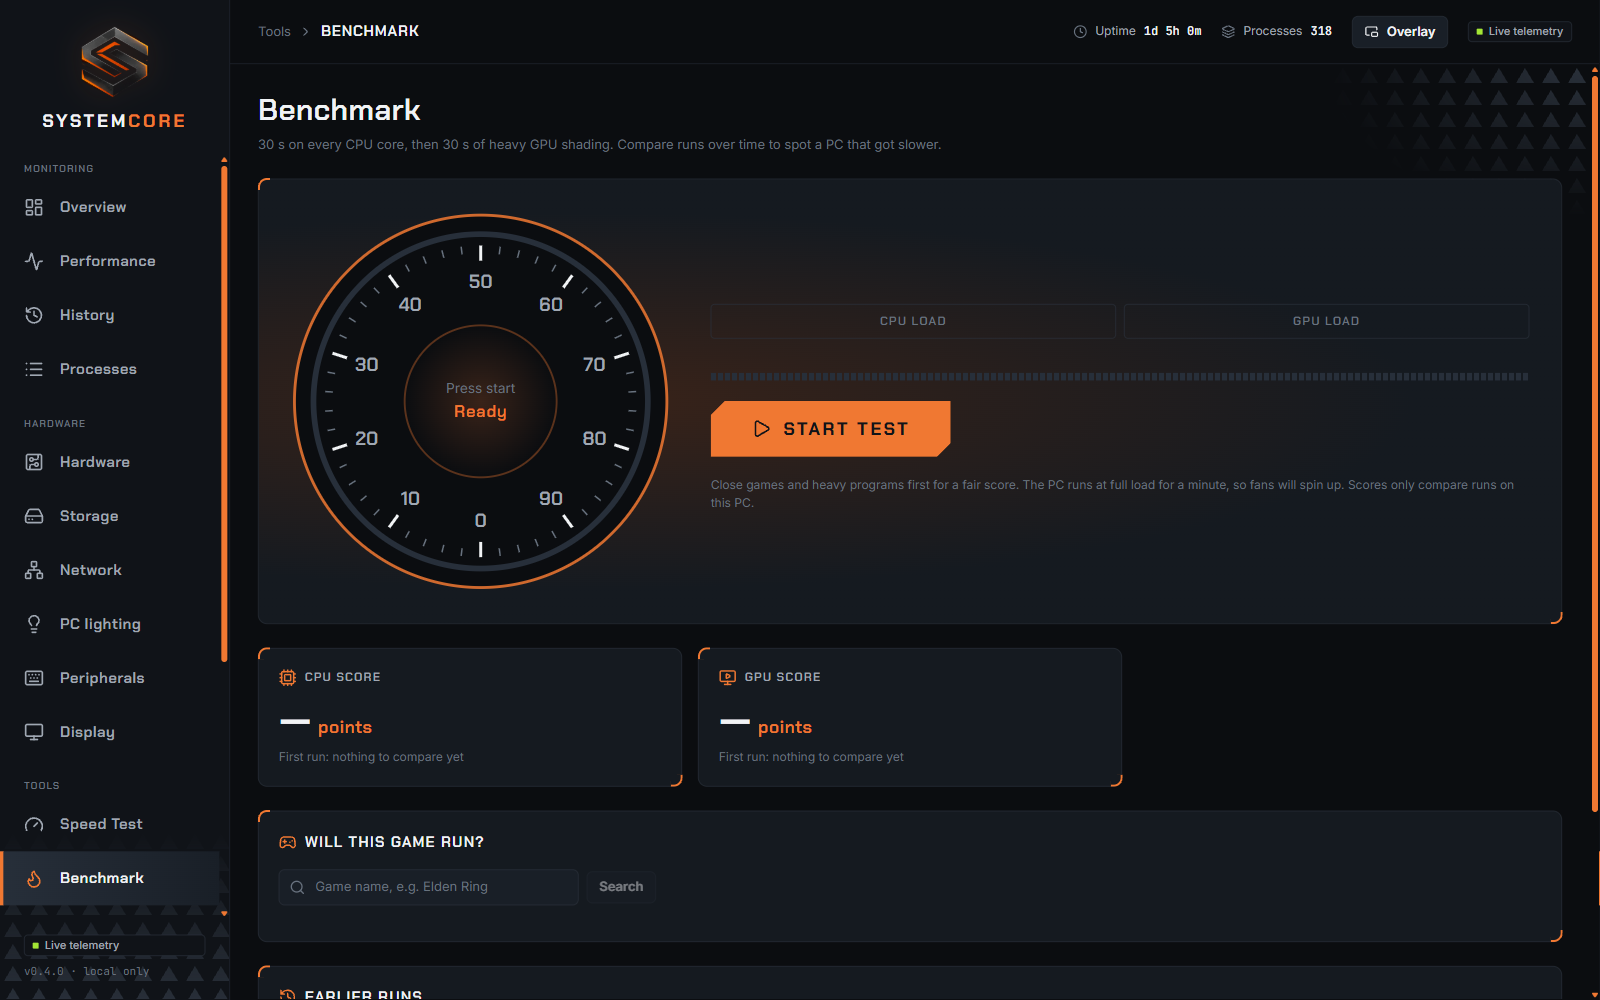 SYSTEMCORE
MONITORING
Overview
Performance
History
Processes
HARDWARE
Hardware
Storage
Network
PC lighting
Peripherals
Display
TOOLS
Speed Test
Benchmark
Live telemetry
v0.4.0 · local only
Tools > BENCHMARK
Uptime 1d 5h 0m
Processes 318
Overlay
Live telemetry
Benchmark
30 s on every CPU core, then 30 s of heavy GPU shading. Compare runs over time to spot a PC that got slower.
50
40
60
30
70
Press start
Ready
20
80
10
90
0
CPU LOAD
GPU LOAD
START TEST
Close games and heavy programs first for a fair score. The PC runs at full load for a minute, so fans will spin up. Scores only compare runs on
this PC.
CPU SCORE
— points
First run: nothing to compare yet
GPU SCORE
— points
First run: nothing to compare yet
WILL THIS GAME RUN?
Game name, e.g. Elden Ring
Search
EARLIER RUNS